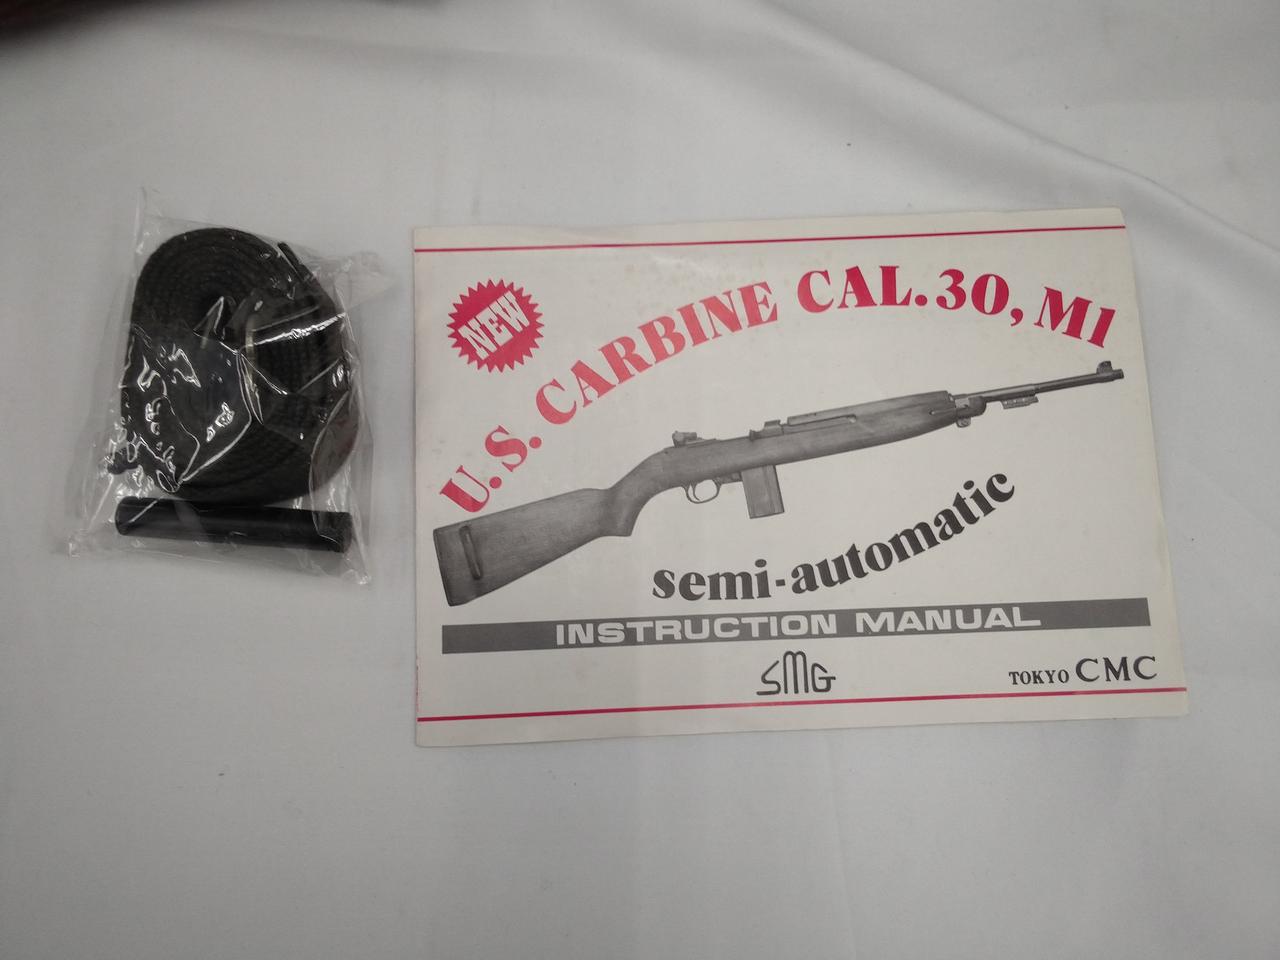 NEW
U.S. CARBINE CAL.30, M1
semi-automatic
INSTRUCTION MANUAL
SMG
TOKYO CMC